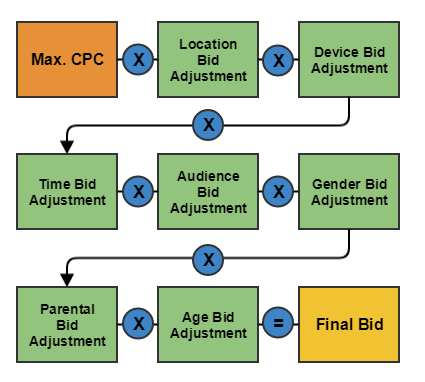 Max. CPC
X
Location
Bid
Adjustment
X
Device Bid
Adjustment
X
Time Bid
Adjustment
X
Audience
Bid
Adjustment
X
Gender Bid
Adjustment
X
Parental
Bid
Adjustment
X
Age Bid
Adjustment
=
Final Bid